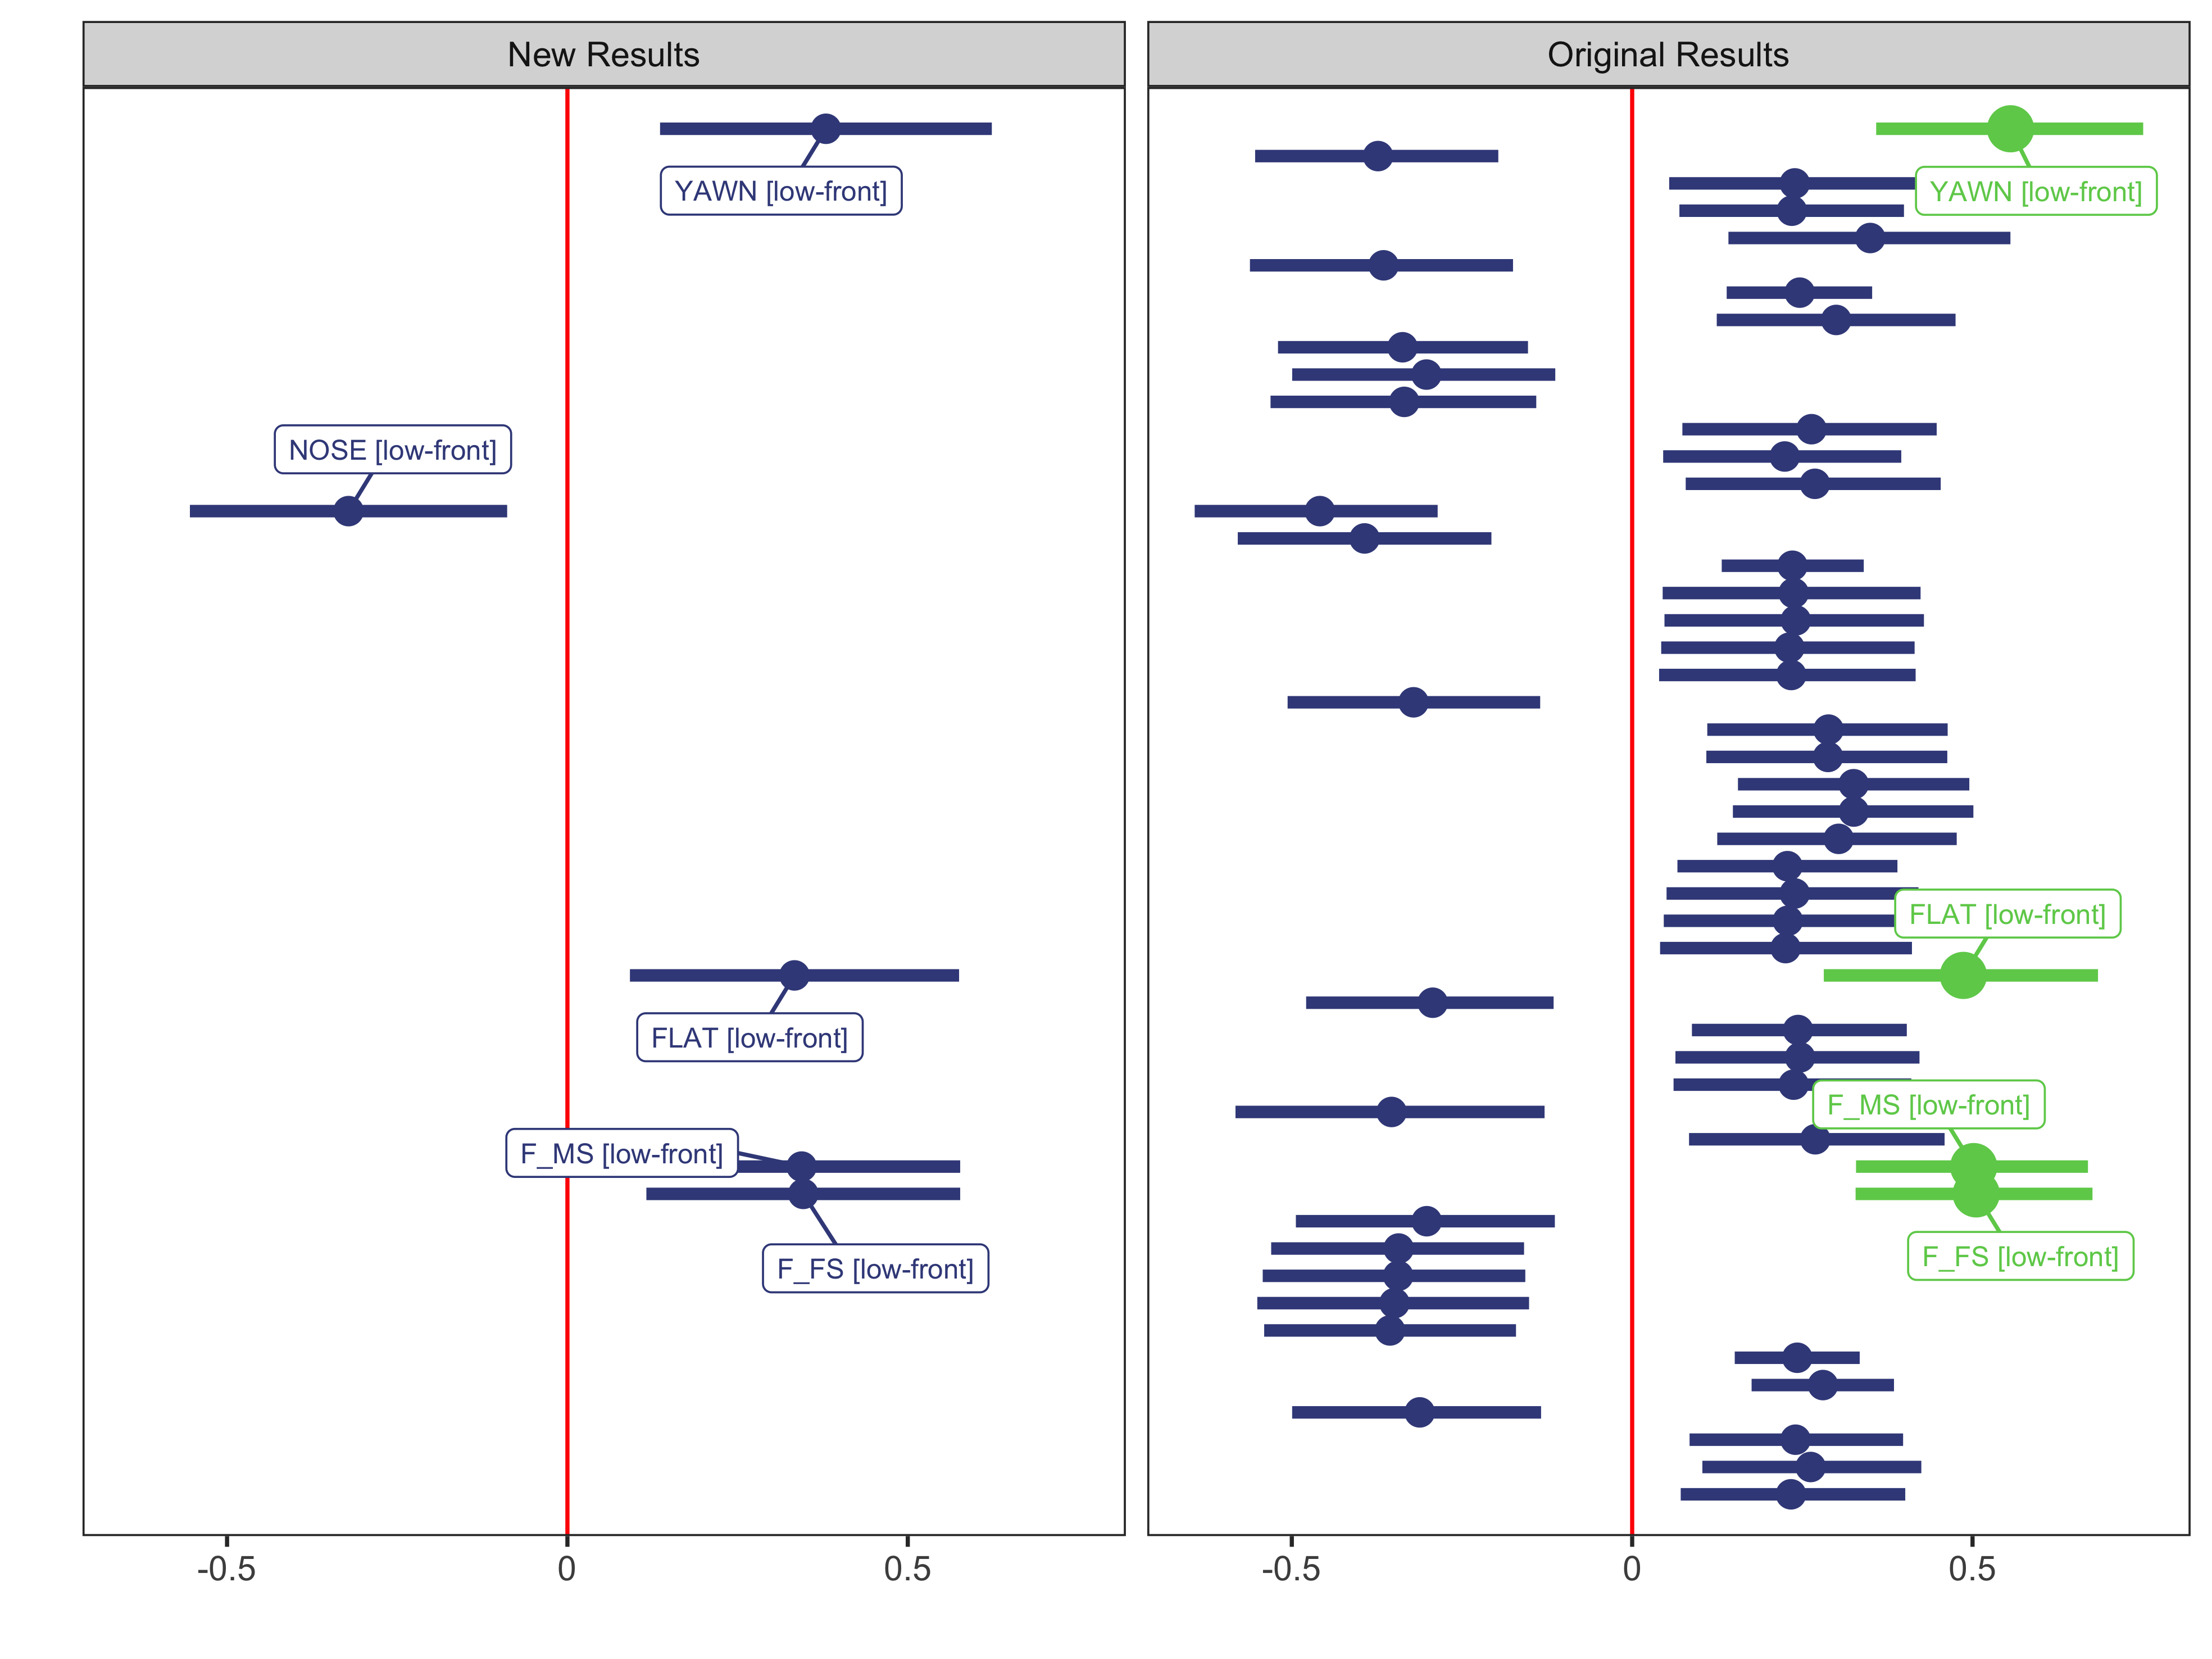 New Results
YAWN [low-front]
NOSE [low-front]
FLAT [low-front]
F_MS [low-front]
F_FS [low-front]
-0.5
0
0.5
Original Results
YAWN [low-front]
FLAT [low-front]
F_MS [low-front]
F_FS [low-front]
-0.5
0
0.5